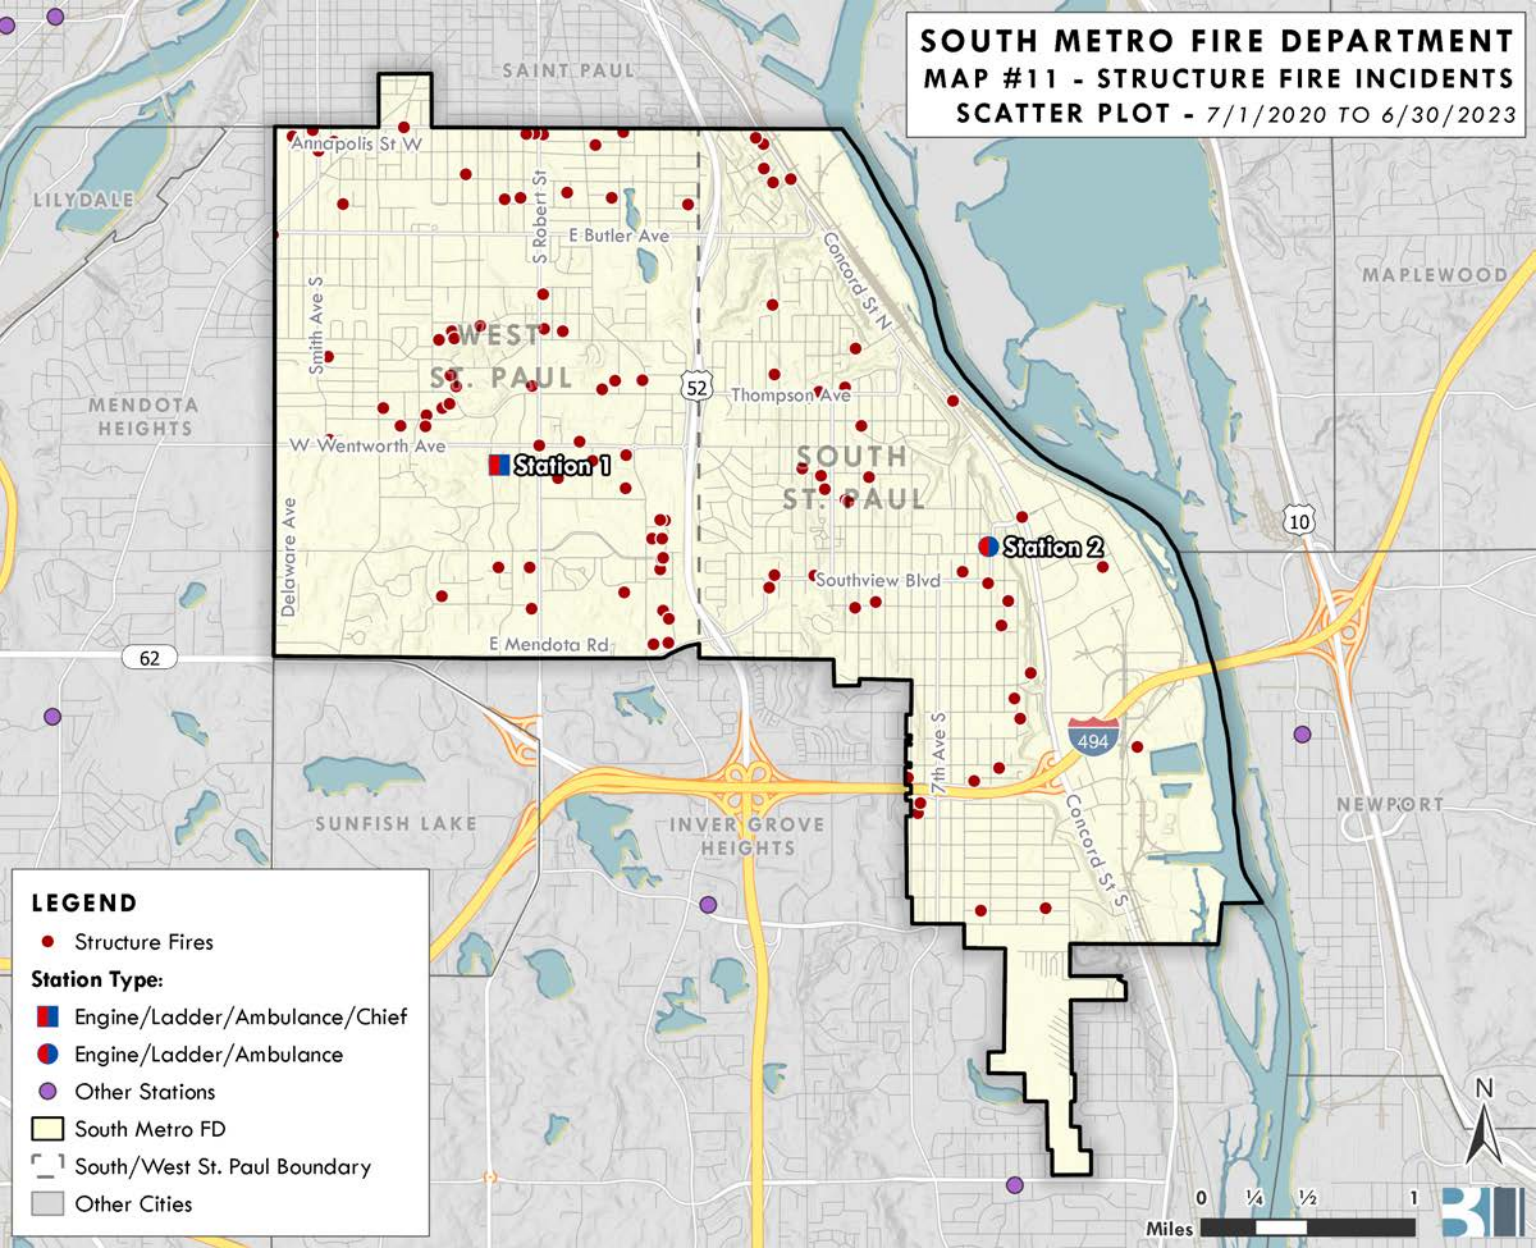 SOUTH METRO FIRE DEPARTMENT
MAP #11 - STRUCTURE FIRE INCIDENTS
SCATTER PLOT - 7/1/2020 TO 6/30/2023
SAINT PAUL
Annapolis St W
LILYDALE
S Robert St
E Butler Ave
Concord St N
MAPLEWOOD
Smith Ave S
WEST
ST. PAUL
52
Thompson Ave
MENDOTA
HEIGHTS
W Wentworth Ave
Station 1
SOUTH
ST. PAUL
10
Delaware Ave
Station 2
Southview Blvd
E Mendota Rd
62
7th Ave S
494
SUNFISH LAKE
INVER GROVE
HEIGHTS
Concord St S
NEWPORT
LEGEND
Structure Fires
Station Type:
Engine/Ladder/Ambulance/Chief
Engine/Ladder/Ambulance
Other Stations
South Metro FD
South/West St. Paul Boundary
Other Cities
N
0 ¼ ½ 1
Miles